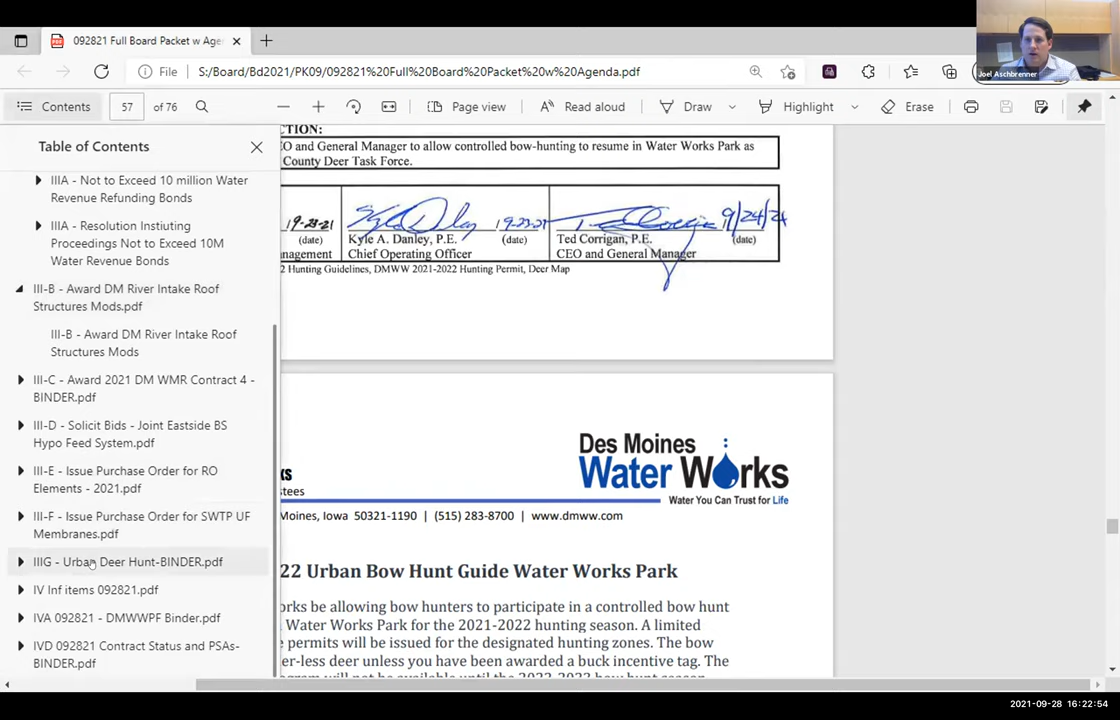 092821 Full Board Packet w Age
File
S:/Board/Bd2021/PK09/092821%20Full%20Board%20Packet%20w%20Agenda.pdf
Joel Aschbrenner
Contents
57
of 76
Page view
Read aloud
Draw
Highlight
Erase
Table of Contents
IIIA - Not to Exceed 10 million Water
Revenue Refunding Bonds
IIIA - Resolution Instiuting
Proceedings Not to Exceed 10M
Water Revenue Bonds
III-B - Award DM River Intake Roof
Structures Mods.pdf
III-B - Award DM River Intake Roof
Structures Mods
III-C - Award 2021 DM WMR Contract 4 -
BINDER.pdf
III-D - Solicit Bids - Joint Eastside BS
Hypo Feed System.pdf
III-E - Issue Purchase Order for RO
Elements - 2021.pdf
III-F - Issue Purchase Order for SWTP UF
Membranes.pdf
IIIG - Urban Deer Hunt-BINDER.pdf
IV Inf items 092821.pdf
IVA 092821 - DMWWPF Binder.pdf
IVD 092821 Contract Status and PSAs-
BINDER.pdf
CTION:
O and General Manager to allow controlled bow-hunting to resume in Water Works Park as
County Deer Task Force.
9-23-21
(date)
nagement
9-23-21
Kyle A. Danley, P.E.
(date)
Chief Operating Officer
9/24/21
Ted Corrigan, P.E.
(date)
CEO and General Manager
2 Hunting Guidelines, DMWW 2021-2022 Hunting Permit, Deer Map
Des Moines
Water Works
Water You Can Trust for Life
rks
stees
Moines, Iowa 50321-1190 | (515) 283-8700 | www.dmww.com
22 Urban Bow Hunt Guide Water Works Park
orks be allowing bow hunters to participate in a controlled bow hunt
Water Works Park for the 2021-2022 hunting season. A limited
e permits will be issued for the designated hunting zones. The bow
er-less deer unless you have been awarded a buck incentive tag. The
2021-09-28 16:22:54